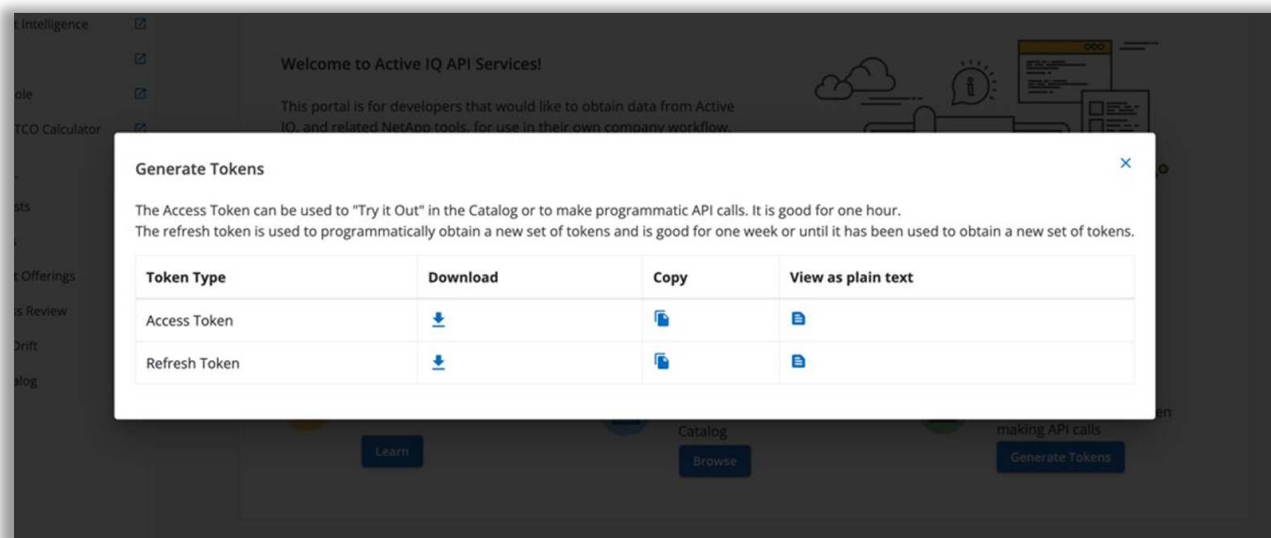 t Intelligence
ole
TCO Calculator
sts
t Offerings
ss Review
Drift
alog
Welcome to Active IQ API Services!
This portal is for developers that would like to obtain data from Active
IQ, and related NetApp tools, for use in their own company workflow.
Generate Tokens
The Access Token can be used to "Try it Out" in the Catalog or to make programmatic API calls. It is good for one hour.
The refresh token is used to programmatically obtain a new set of tokens and is good for one week or until it has been used to obtain a new set of tokens.
Token Type Download Copy View as plain text
Access Token
Refresh Token
Learn
Catalog
Browse
en
making API calls
Generate Tokens